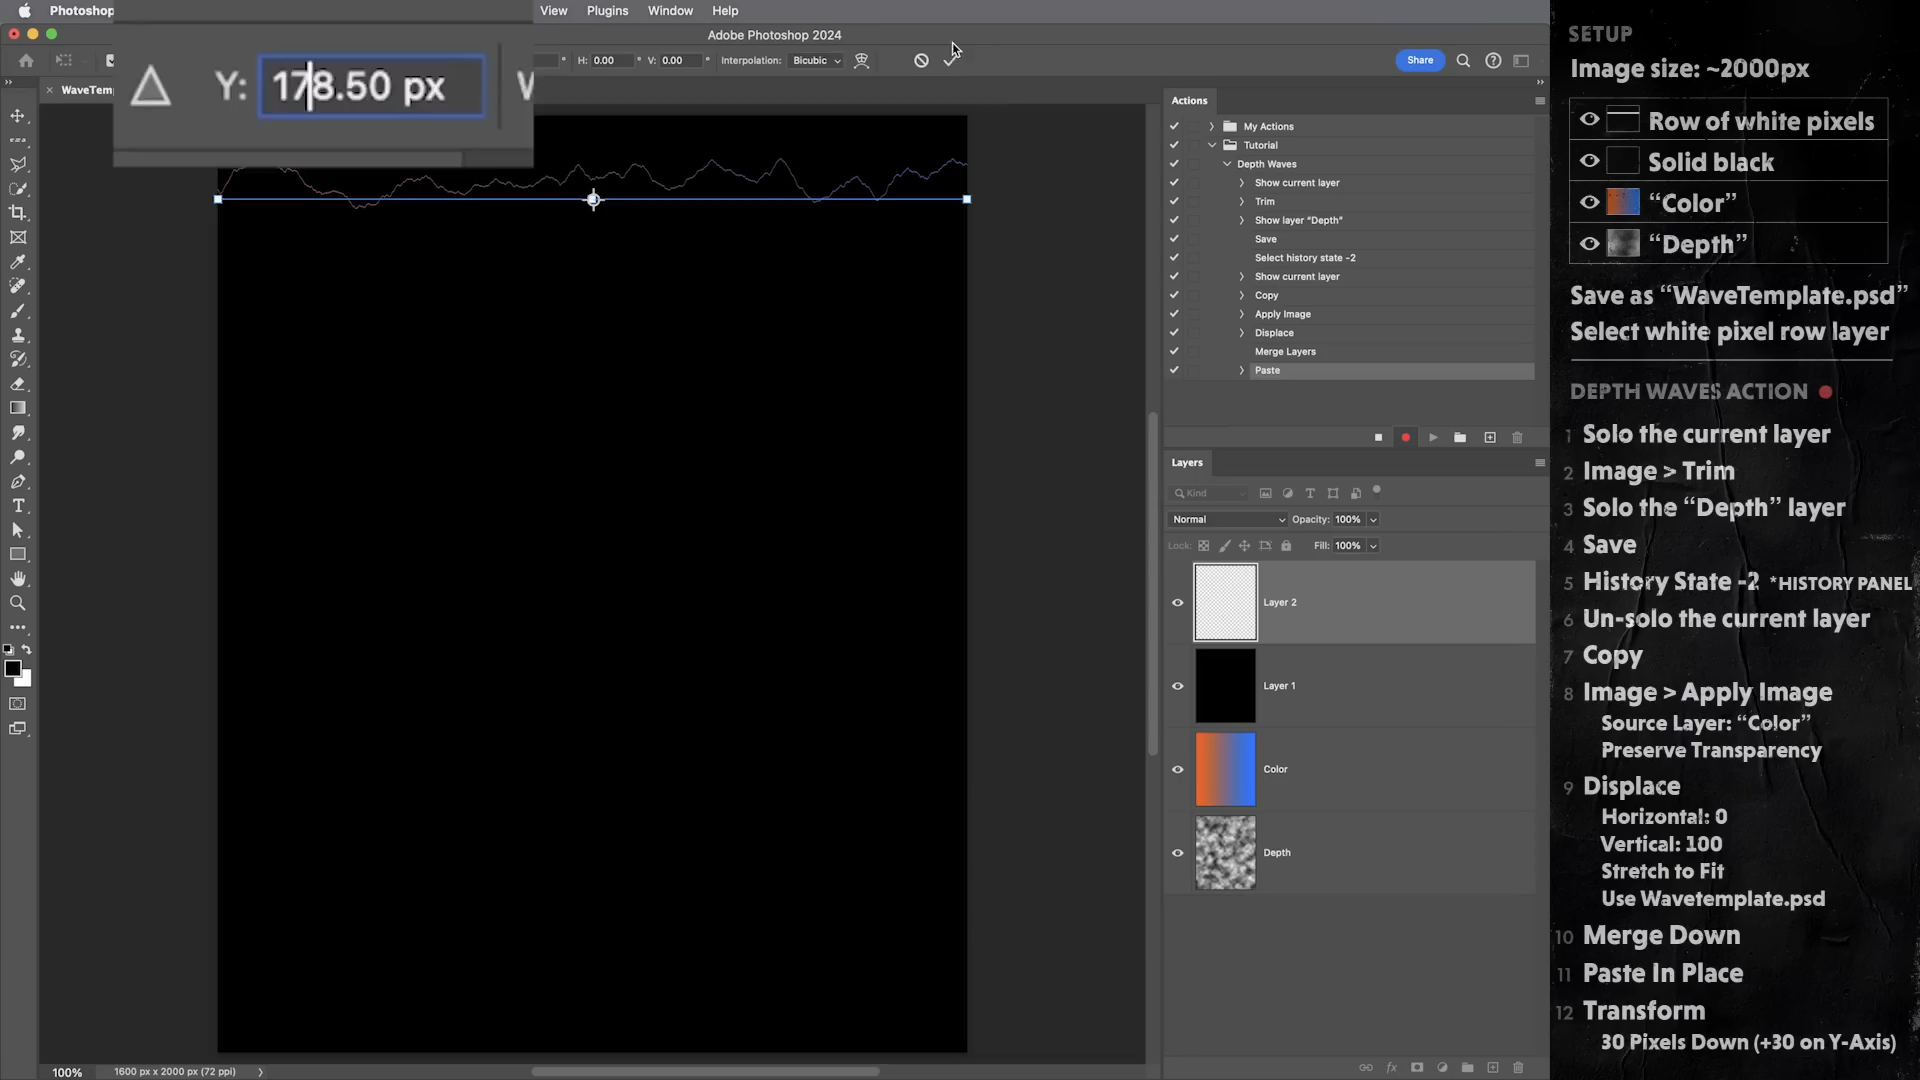 Photoshop
View Plugins Window Help
Adobe Photoshop 2024
Y: 178.50 px
H: 0.00 ° V: 0.00 ° Interpolation: Bicubic
Share
WaveTemp
Actions
My Actions
Tutorial
Depth Waves
Show current layer
Trim
Show layer “Depth”
Save
Select history state -2
Show current layer
Copy
Apply Image
Displace
Merge Layers
Paste
Layers
Kind
Normal Opacity: 100%
Lock: Fill: 100%
Layer 2
Layer 1
Color
Depth
100% 1600 px x 2000 px (72 ppi)
SETUP
Image size: ~2000px
Row of white pixels
Solid black
“Color”
“Depth”
Save as “WaveTemplate.psd”
Select white pixel row layer
DEPTH WAVES ACTION
1 Solo the current layer
2 Image > Trim
3 Solo the “Depth” layer
4 Save
5 History State -2 *HISTORY PANEL
6 Un-solo the current layer
7 Copy
8 Image > Apply Image
Source Layer: “Color”
Preserve Transparency
9 Displace
Horizontal: 0
Vertical: 100
Stretch to Fit
Use Wavetemplate.psd
10 Merge Down
11 Paste In Place
12 Transform
30 Pixels Down (+30 on Y-Axis)